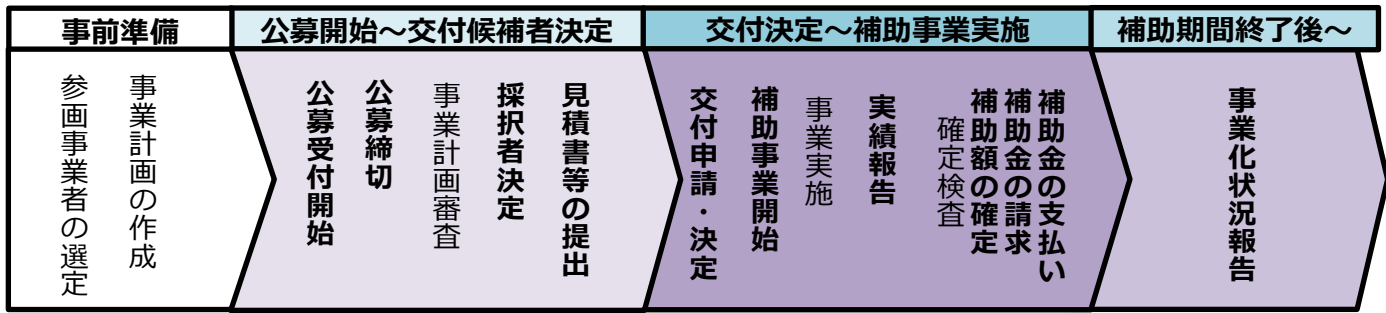 事前準備
公募開始～交付候補者決定
交付決定～補助事業実施
補助期間終了後～
参画事業者の選定
事業計画の作成
公募受付開始
公募締切
事業計画審査
採択者決定
見積書等の提出
交付申請・決定
補助事業開始
事業実施
実績報告
確定検査
補助額の確定
補助金の請求
補助金の支払い
事業化状況報告